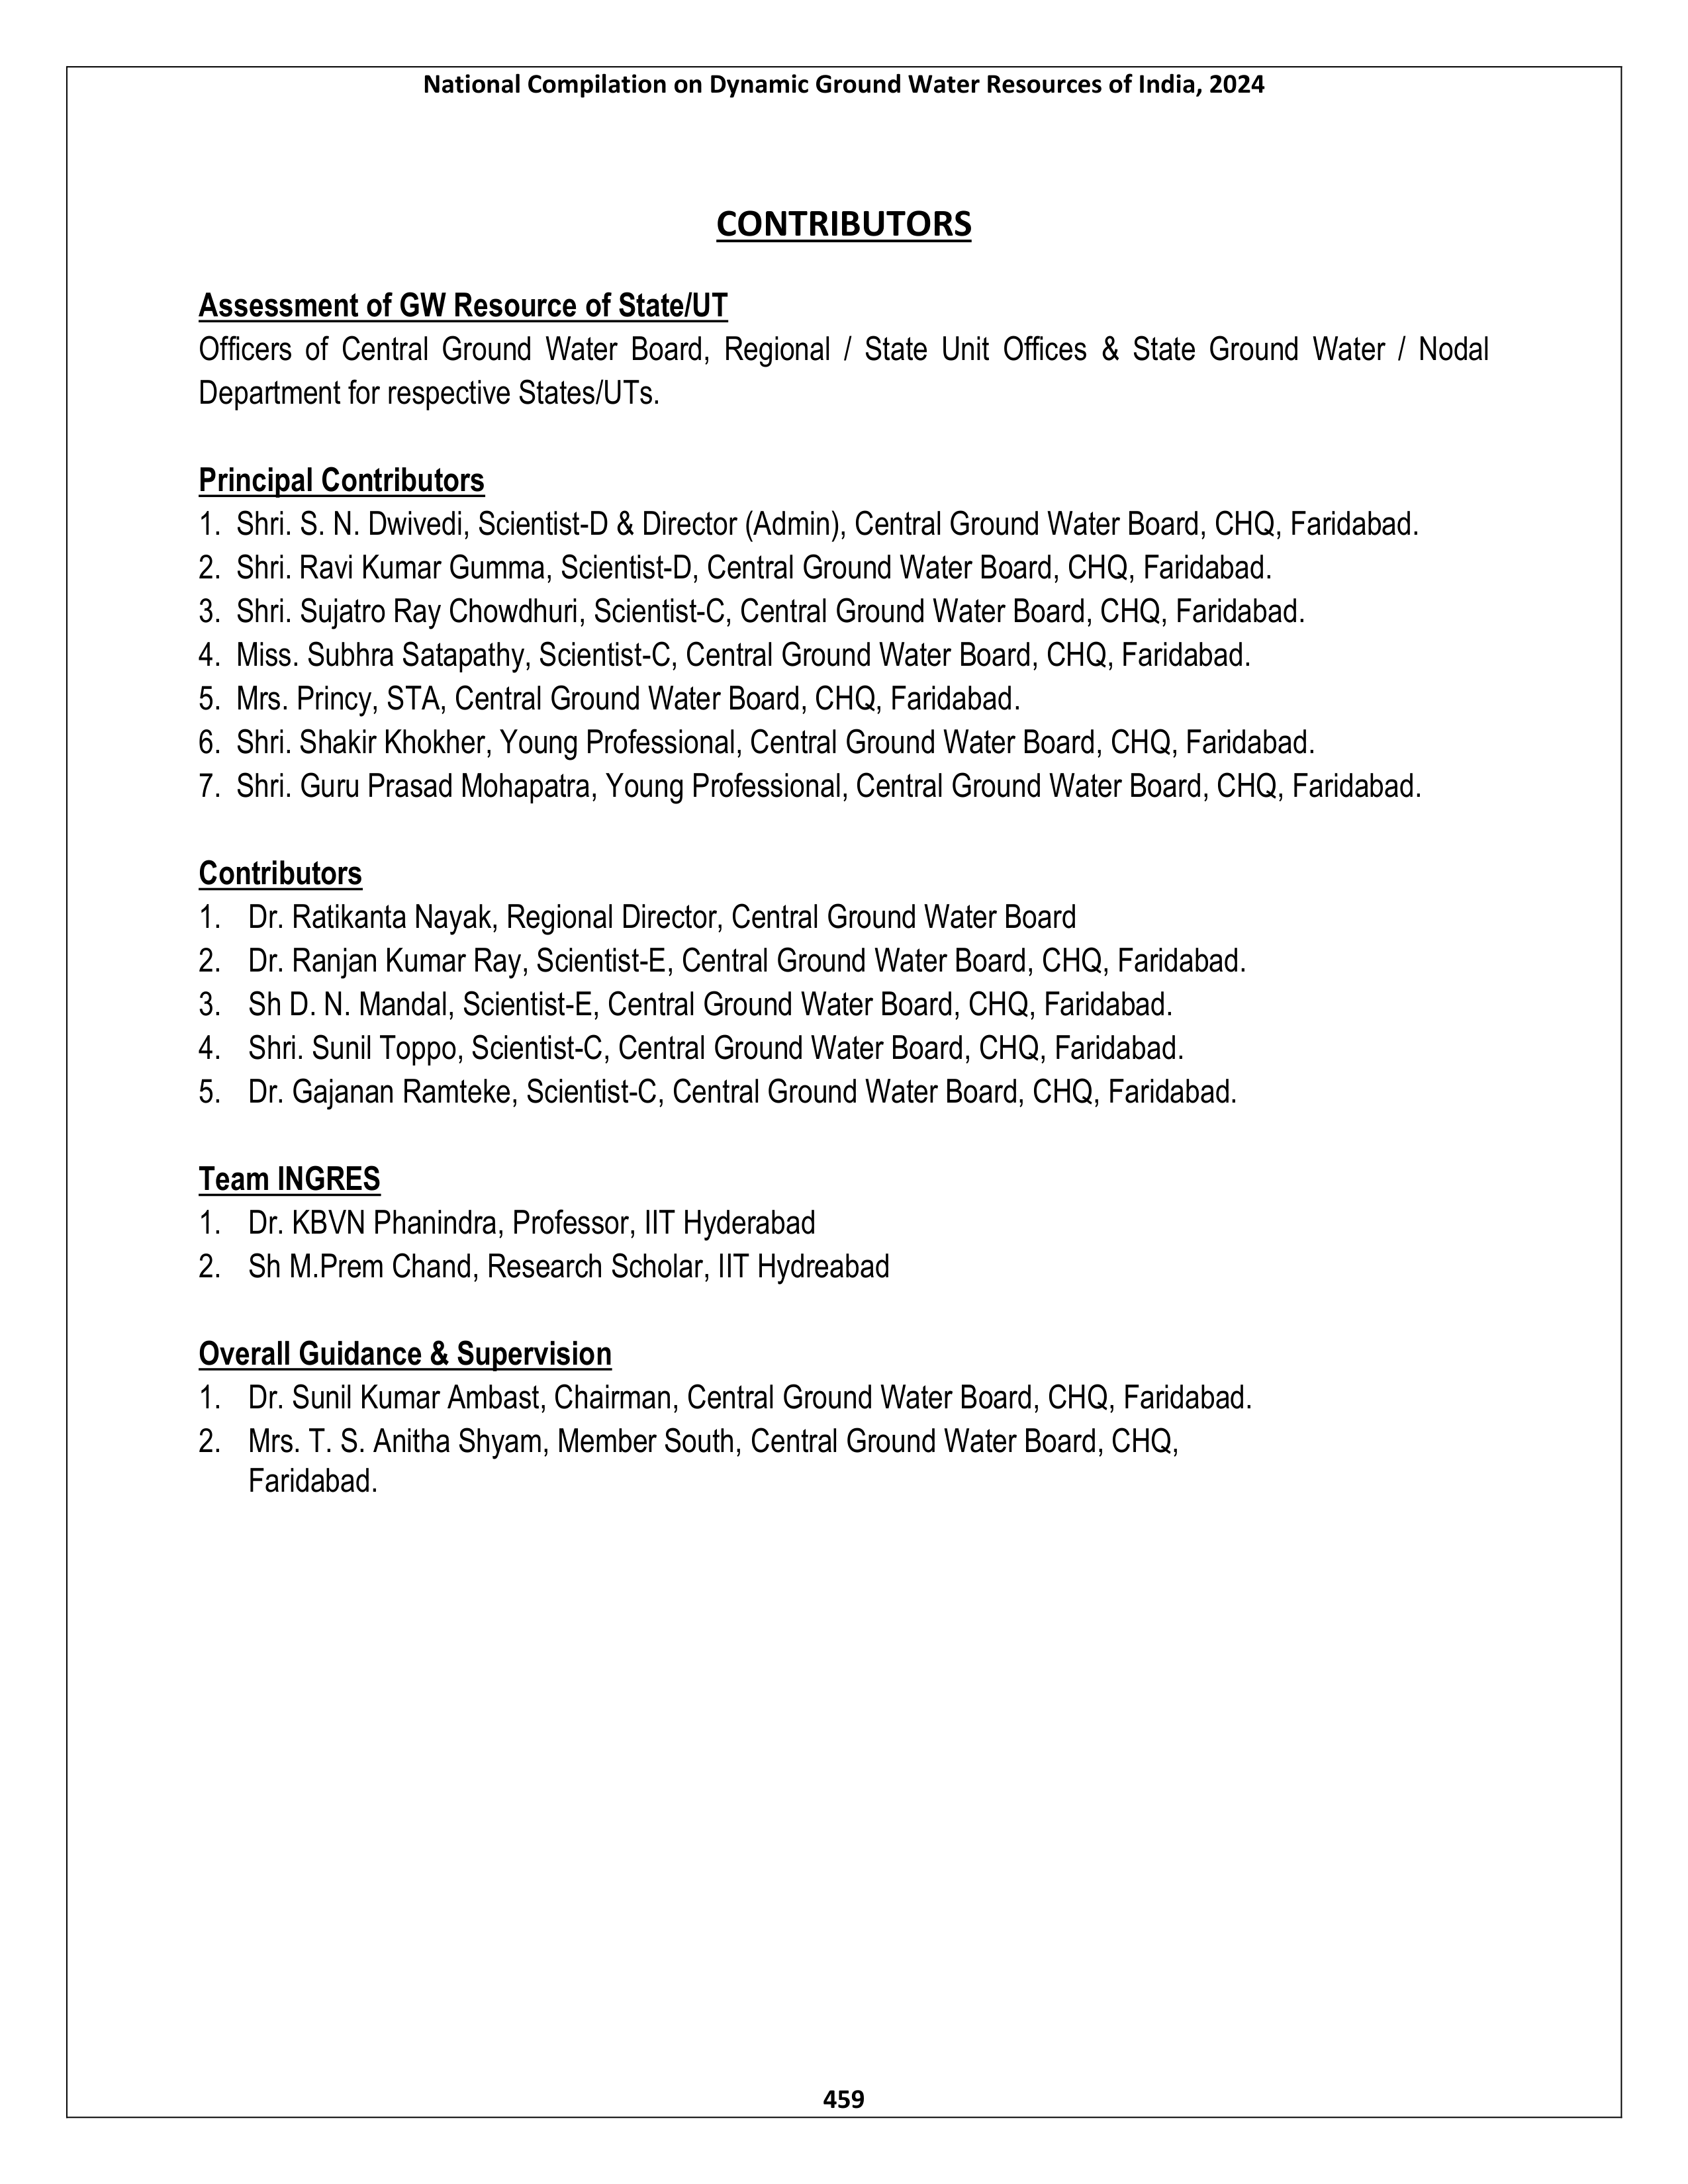 National Compilation on Dynamic Ground Water Resources of India, 2024
CONTRIBUTORS
Assessment of GW Resource of State/UT
Officers of Central Ground Water Board, Regional / State Unit Offices & State Ground Water / Nodal
Department for respective States/UTs.
Principal Contributors
1. Shri. S. N. Dwivedi, Scientist-D & Director (Admin), Central Ground Water Board, CHQ, Faridabad.
2. Shri. Ravi Kumar Gumma, Scientist-D, Central Ground Water Board, CHQ, Faridabad.
3. Shri. Sujatro Ray Chowdhuri, Scientist-C, Central Ground Water Board, CHQ, Faridabad.
4. Miss. Subhra Satapathy, Scientist-C, Central Ground Water Board, CHQ, Faridabad.
5. Mrs. Princy, STA, Central Ground Water Board, CHQ, Faridabad.
6. Shri. Shakir Khokher, Young Professional, Central Ground Water Board, CHQ, Faridabad.
7. Shri. Guru Prasad Mohapatra, Young Professional, Central Ground Water Board, CHQ, Faridabad.
Contributors
1. Dr. Ratikanta Nayak, Regional Director, Central Ground Water Board
2. Dr. Ranjan Kumar Ray, Scientist-E, Central Ground Water Board, CHQ, Faridabad.
3. Sh D. N. Mandal, Scientist-E, Central Ground Water Board, CHQ, Faridabad.
4. Shri. Sunil Toppo, Scientist-C, Central Ground Water Board, CHQ, Faridabad.
5. Dr. Gajanan Ramteke, Scientist-C, Central Ground Water Board, CHQ, Faridabad.
Team INGRES
1. Dr. KBVN Phanindra, Professor, IIT Hyderabad
2. Sh M.Prem Chand, Research Scholar, IIT Hydreabad
Overall Guidance & Supervision
1. Dr. Sunil Kumar Ambast, Chairman, Central Ground Water Board, CHQ, Faridabad.
2. Mrs. T. S. Anitha Shyam, Member South, Central Ground Water Board, CHQ,
Faridabad.
459